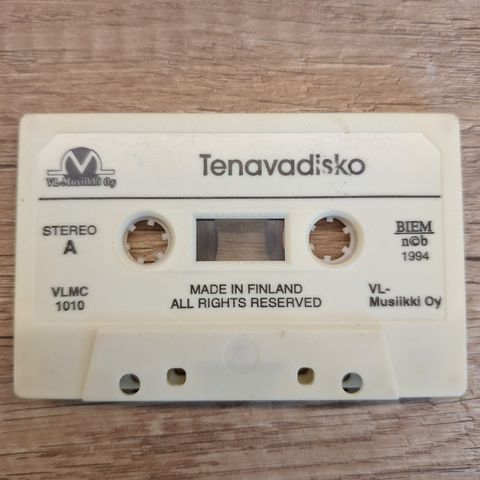 VL-Musiikki Oy
Tenavadisko
STEREO
A
BIEM
n©b
1994
VLMC
1010
MADE IN FINLAND
ALL RIGHTS RESERVED
VL-
Musiikki Oy